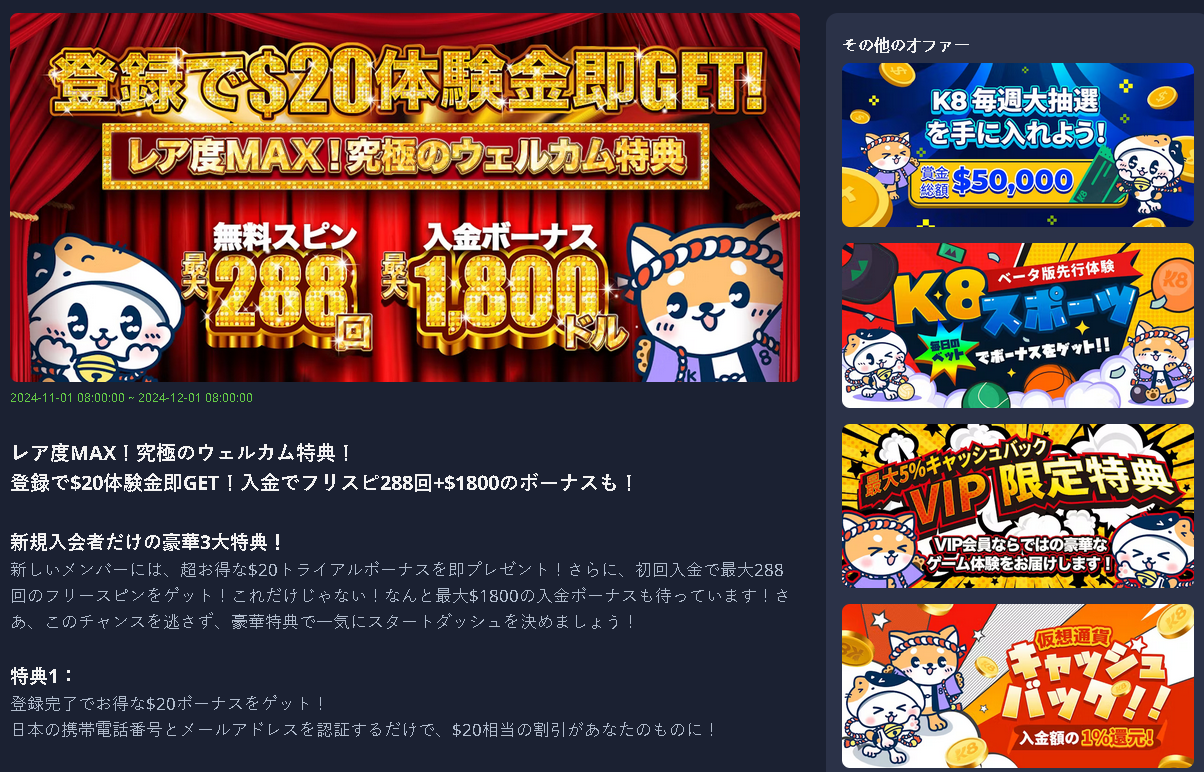 登録で$20体験金即GET!
レア度MAX！究極のウェルカム特典
無料スピン
最大288回
入金ボーナス
最大1,800ドル
2024-11-01 08:00:00 ~ 2024-12-01 08:00:00
レア度MAX！究極のウェルカム特典！
登録で$20体験金即GET！入金でフリスピ288回+$1800のボーナスも！
新規入会者だけの豪華3大特典！
新しいメンバーには、超お得な$20トライアルボーナスを即プレゼント！さらに、初回入金で最大288
回のフリースピンをゲット！これだけじゃない！なんと最大$1800の入金ボーナスも待っています！さ
あ、このチャンスを逃さず、豪華特典で一気にスタートダッシュを決めましょう！
特典1：
登録完了でお得な$20ボーナスをゲット！
日本の携帯電話番号とメールアドレスを認証するだけで、$20相当の割引があなたのものに！
その他のオファー
K8 毎週大抽選
を手に入れよう!
賞金総額 $50,000
ベータ版先行体験
K8スポーツ
毎日のベット
でボーナスをゲット!!
最大5%キャッシュバック
VIP 限定特典
VIP会員ならではの豪華な
ゲーム体験をお届けします！
仮想通貨
キャッシュ
バック!!
入金額の1%還元!